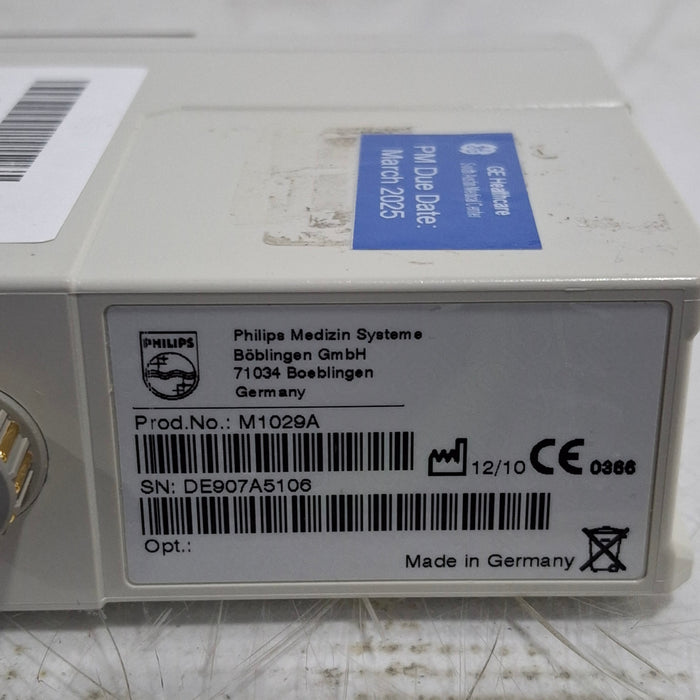 GE Healthcare
PM Due Date:
March 2025
PHILIPS
Philips Medizin Systeme
Böblingen GmbH
71034 Boeblingen
Germany
Prod.No.: M1029A
12/10 CE 0366
SN: DE907A5106
Opt.:
Made in Germany